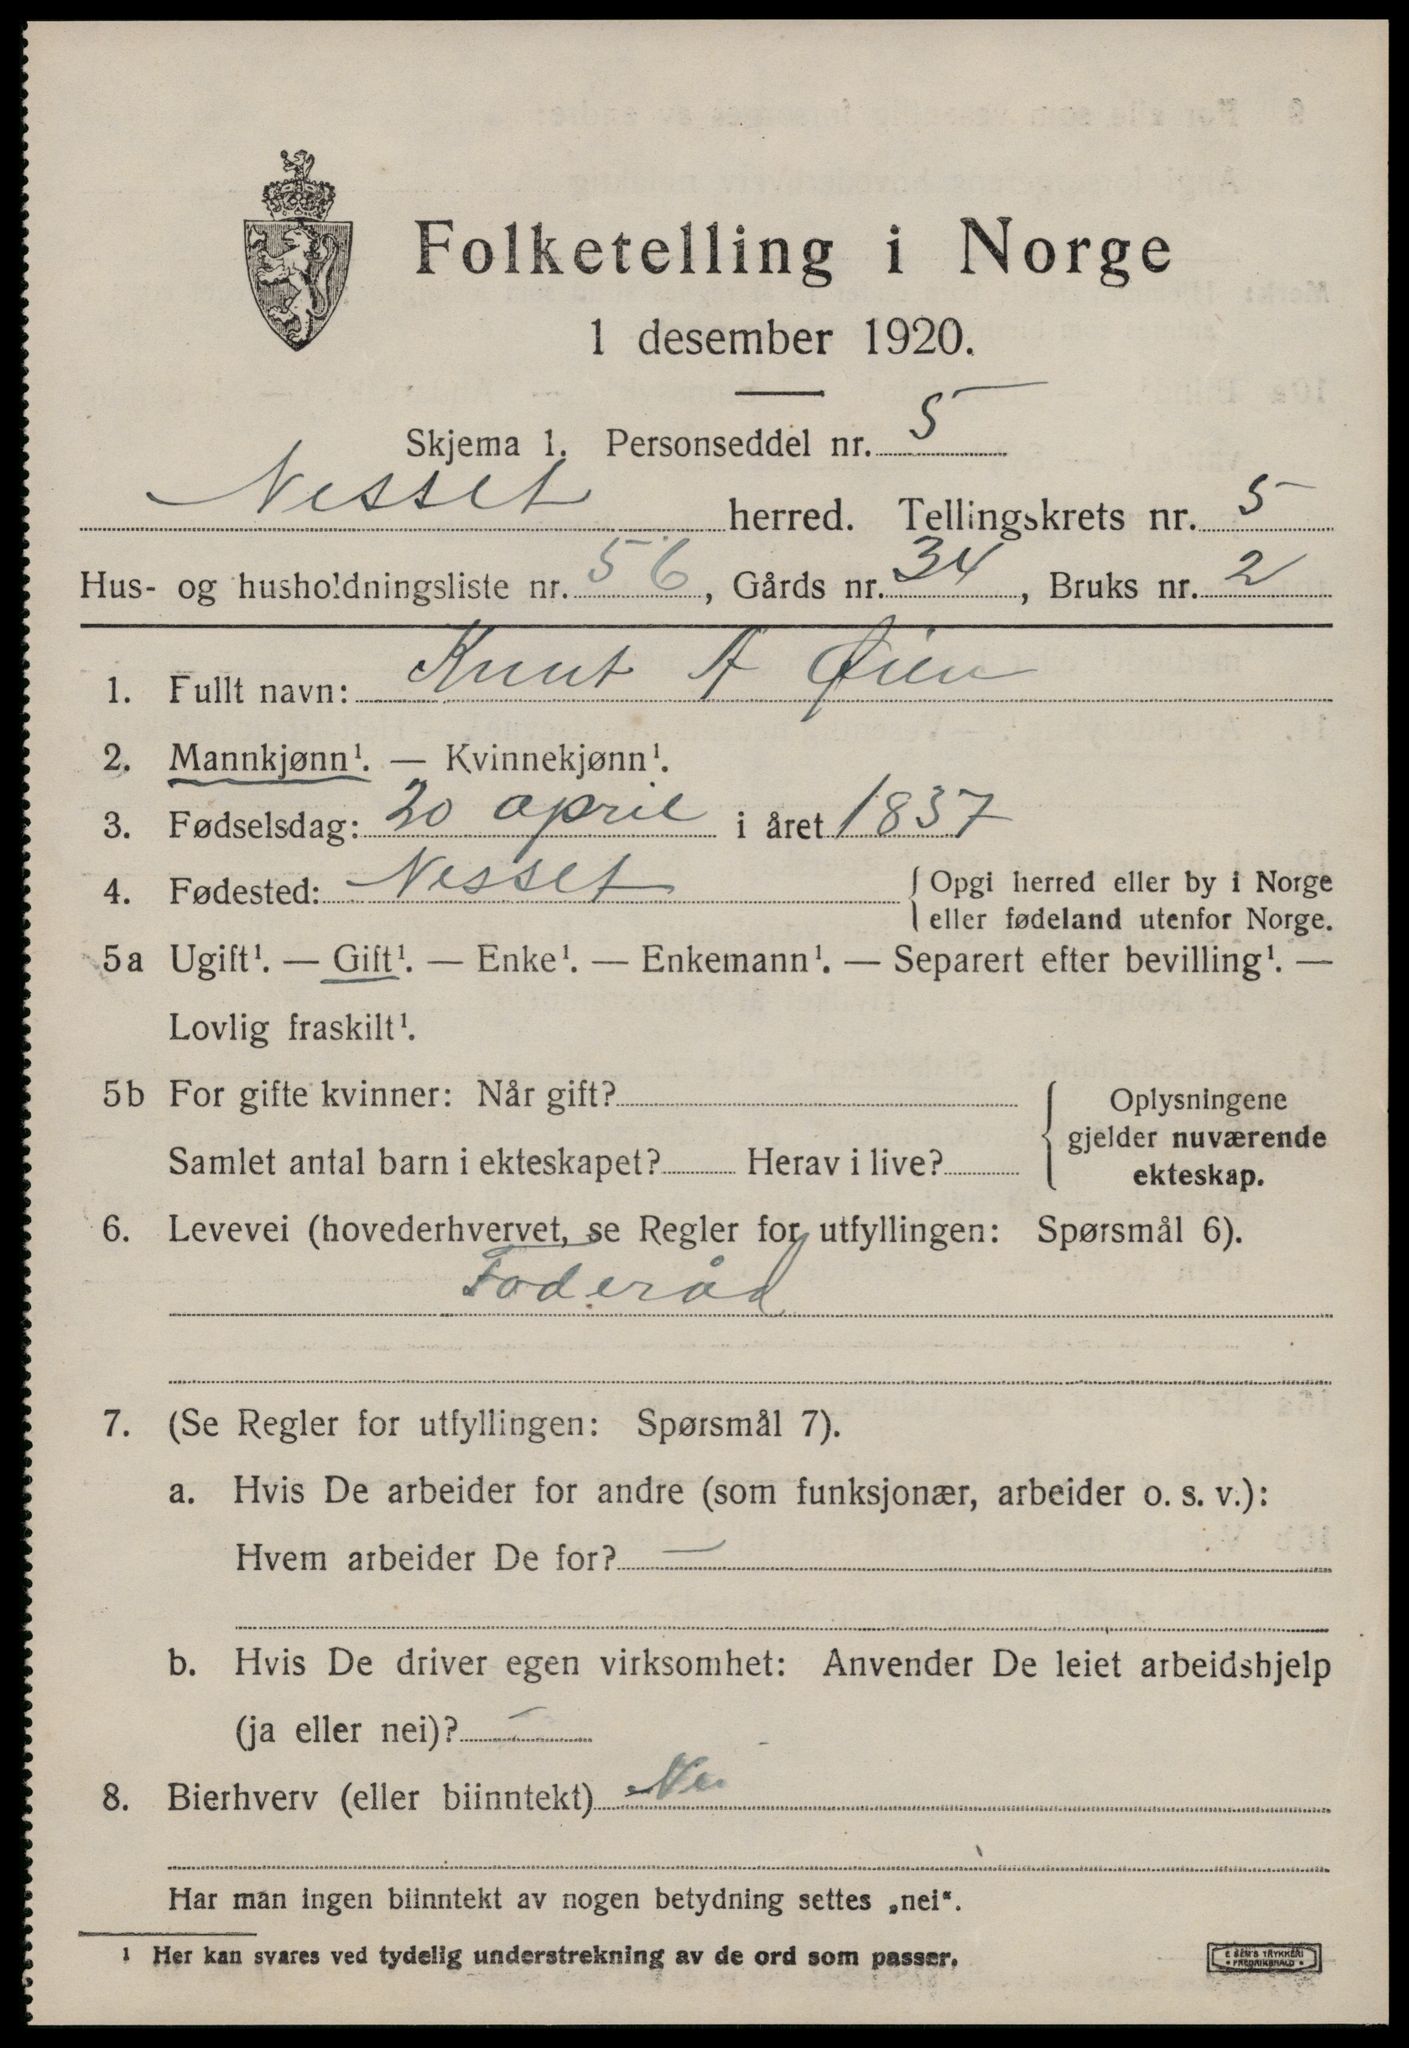 Folketelling i Norge
1 desember 1920.
Skjema 1. Personseddel nr. 5
Nesset herred. Tellingskrets nr. 5
Hus- og husholdningsliste nr. 56, Gårds nr. 34, Bruks nr. 2
1. Fullt navn: Knut A Øien
2. Mannkjønn¹. — Kvinnekjønn¹.
3. Fødselsdag: 20 april i året 1837
4. Fødested: Nesset { Opgi herred eller by i Norge
eller fødeland utenfor Norge.
5a Ugift¹. — Gift¹. — Enke¹. — Enkemann¹. — Separert efter bevilling¹. —
Lovlig fraskilt¹.
5b For gifte kvinner: Når gift?
Samlet antal barn i ekteskapet? Herav i live?
Oplysningene
gjelder nuværende
ekteskap.
6. Levevei (hovederhvervet, se Regler for utfyllingen: Spørsmål 6).
Foderåd
7. (Se Regler for utfyllingen: Spørsmål 7).
a. Hvis De arbeider for andre (som funksjonær, arbeider o. s. v.):
Hvem arbeider De for? —
b. Hvis De driver egen virksomhet: Anvender De leiet arbeidshjelp
(ja eller nei)? —
8. Bierhverv (eller biinntekt) Nei
Har man ingen biinntekt av nogen betydning settes „nei“.
¹ Her kan svares ved tydelig understrekning av de ord som passer.
E SEM'S TRYKKERI
• FREDRIKSHALD •